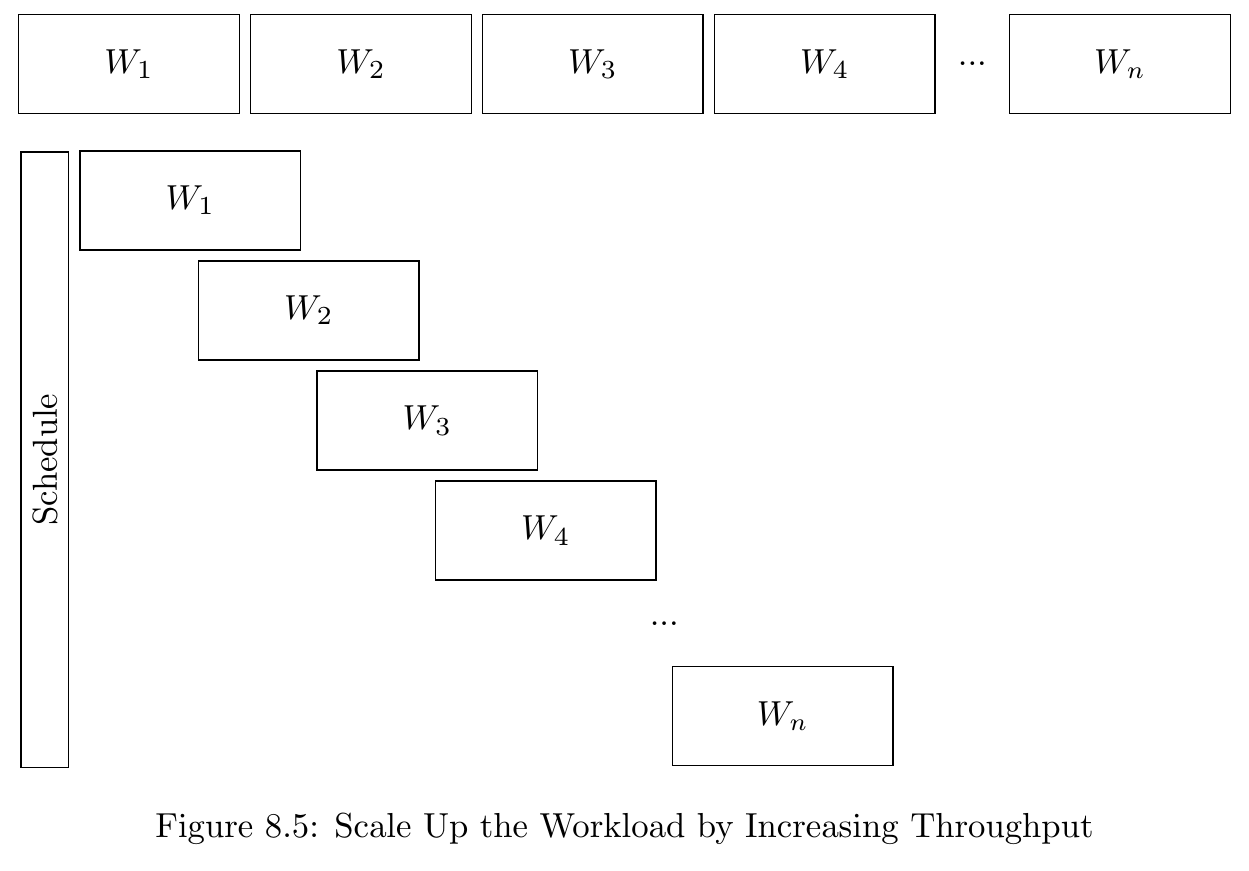 W₁ W₂ W₃ W₄ ... Wₙ
Schedule
W₁
W₂
W₃
W₄
...
Wₙ
Figure 8.5: Scale Up the Workload by Increasing Throughput